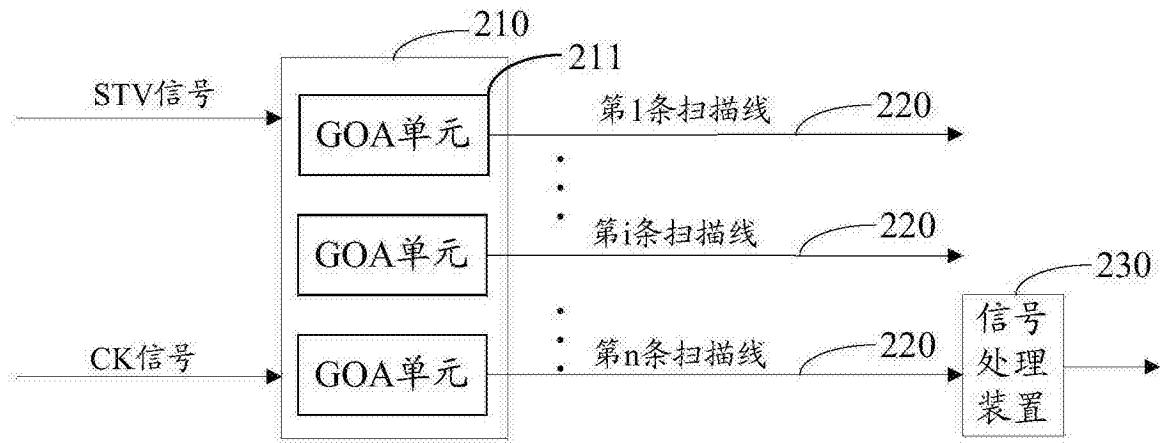 210
211
STV信号
GOA单元
第1条扫描线
220
GOA单元
第i条扫描线
220
230
CK信号
GOA单元
第n条扫描线
220
信号
处理
装置